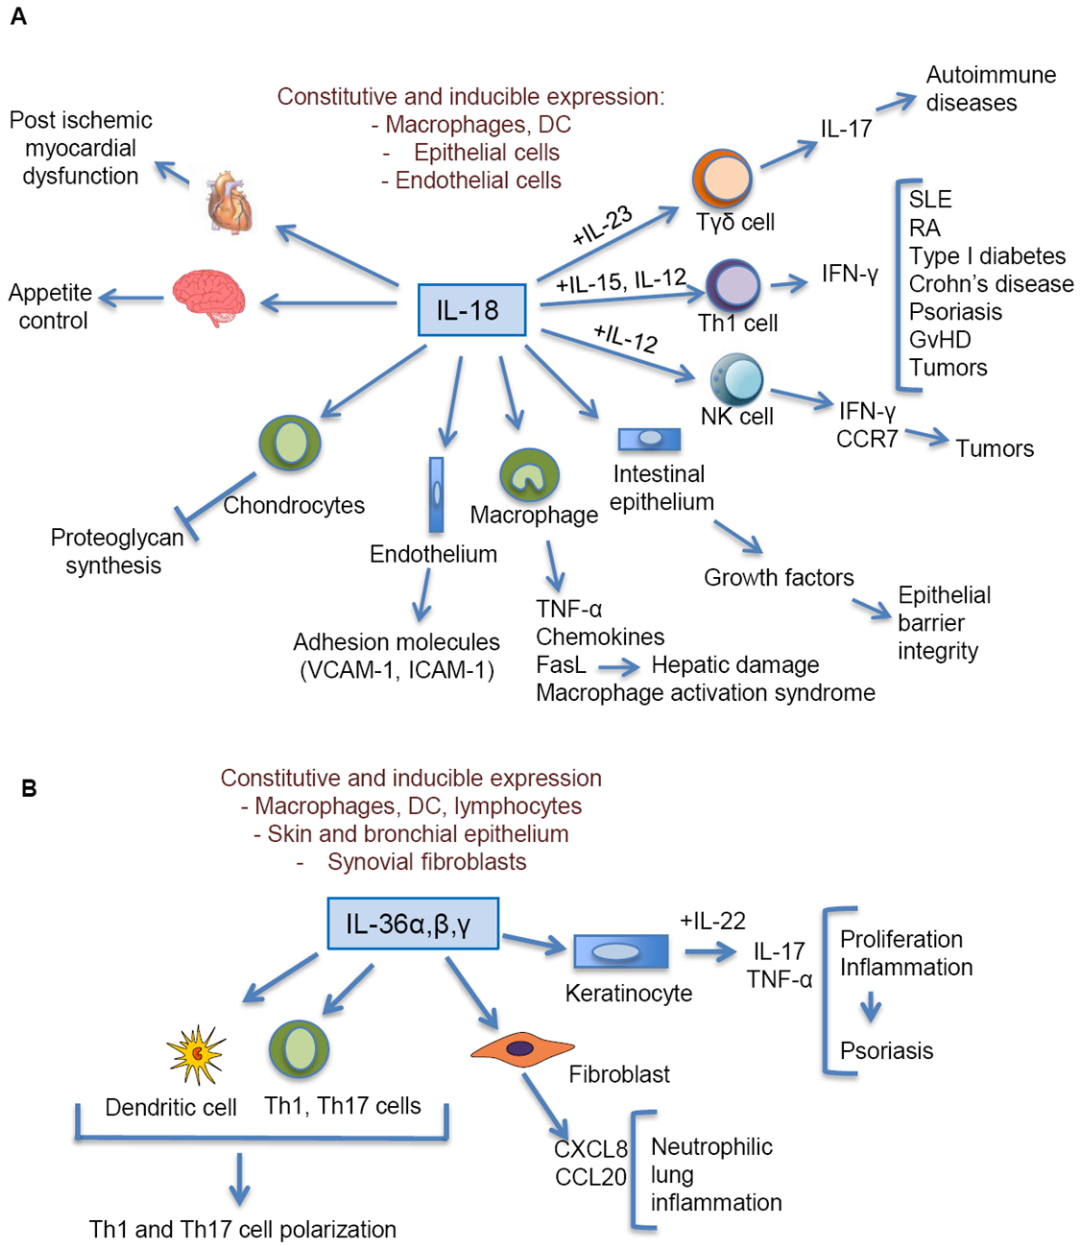 A
Constitutive and inducible expression:
- Macrophages, DC
- Epithelial cells
- Endothelial cells
Post ischemic
myocardial
dysfunction
Appetite
control
IL-18
+IL-23
Tγδ cell
IL-17
Autoimmune
diseases
+IL-15, IL-12
Th1 cell
IFN-γ
SLE
RA
Type I diabetes
Crohn’s disease
Psoriasis
GvHD
Tumors
+IL-12
NK cell
IFN-γ
CCR7
Tumors
Chondrocytes
Proteoglycan
synthesis
Endothelium
Adhesion molecules
(VCAM-1, ICAM-1)
Macrophage
TNF-α
Chemokines
FasL
Hepatic damage
Macrophage activation syndrome
Intestinal
epithelium
Growth factors
Epithelial
barrier
integrity
B
Constitutive and inducible expression
- Macrophages, DC, lymphocytes
- Skin and bronchial epithelium
- Synovial fibroblasts
IL-36α,β,γ
Keratinocyte
+IL-22
IL-17
TNF-α
Proliferation
Inflammation
Psoriasis
Dendritic cell
Th1, Th17 cells
Th1 and Th17 cell polarization
Fibroblast
CXCL8
CCL20
Neutrophilic
lung
inflammation